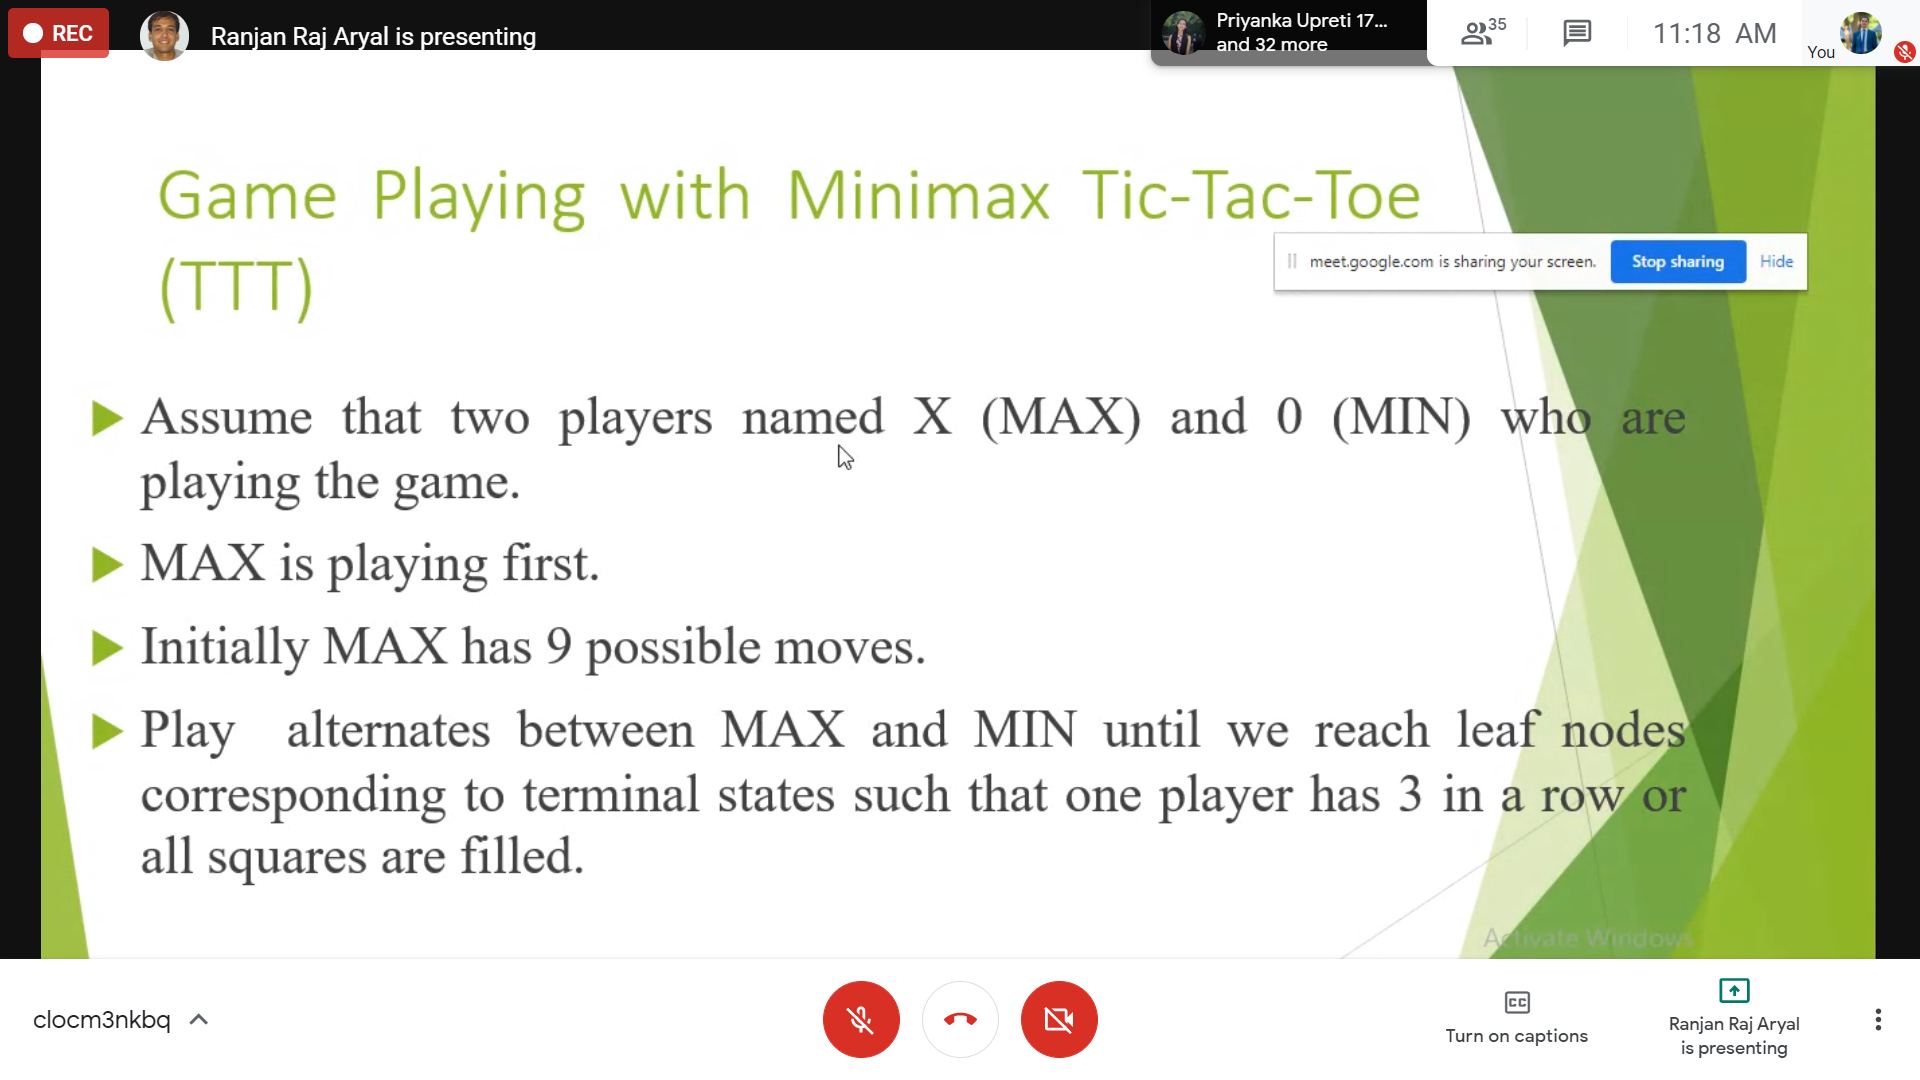 REC
Ranjan Raj Aryal is presenting
Priyanka Upreti 17...
and 32 more
35
11:18 AM
You
Game Playing with Minimax Tic-Tac-Toe
(TTT)
meet.google.com is sharing your screen.
Stop sharing
Hide
Assume that two players named X (MAX) and 0 (MIN) who are
playing the game.
MAX is playing first.
Initially MAX has 9 possible moves.
Play alternates between MAX and MIN until we reach leaf nodes
corresponding to terminal states such that one player has 3 in a row or
all squares are filled.
Activate Windows
clocm3nkbq
CC
Turn on captions
Ranjan Raj Aryal
is presenting